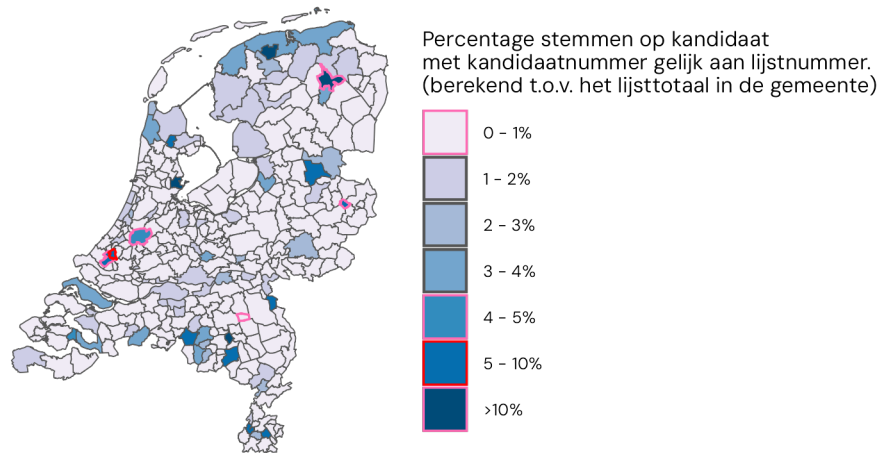 Percentage stemmen op kandidaat
met kandidaatnummer gelijk aan lijstnummer.
(berekend t.o.v. het lijsttotaal in de gemeente)
0 - 1%
1 - 2%
2 - 3%
3 - 4%
4 - 5%
5 - 10%
>10%